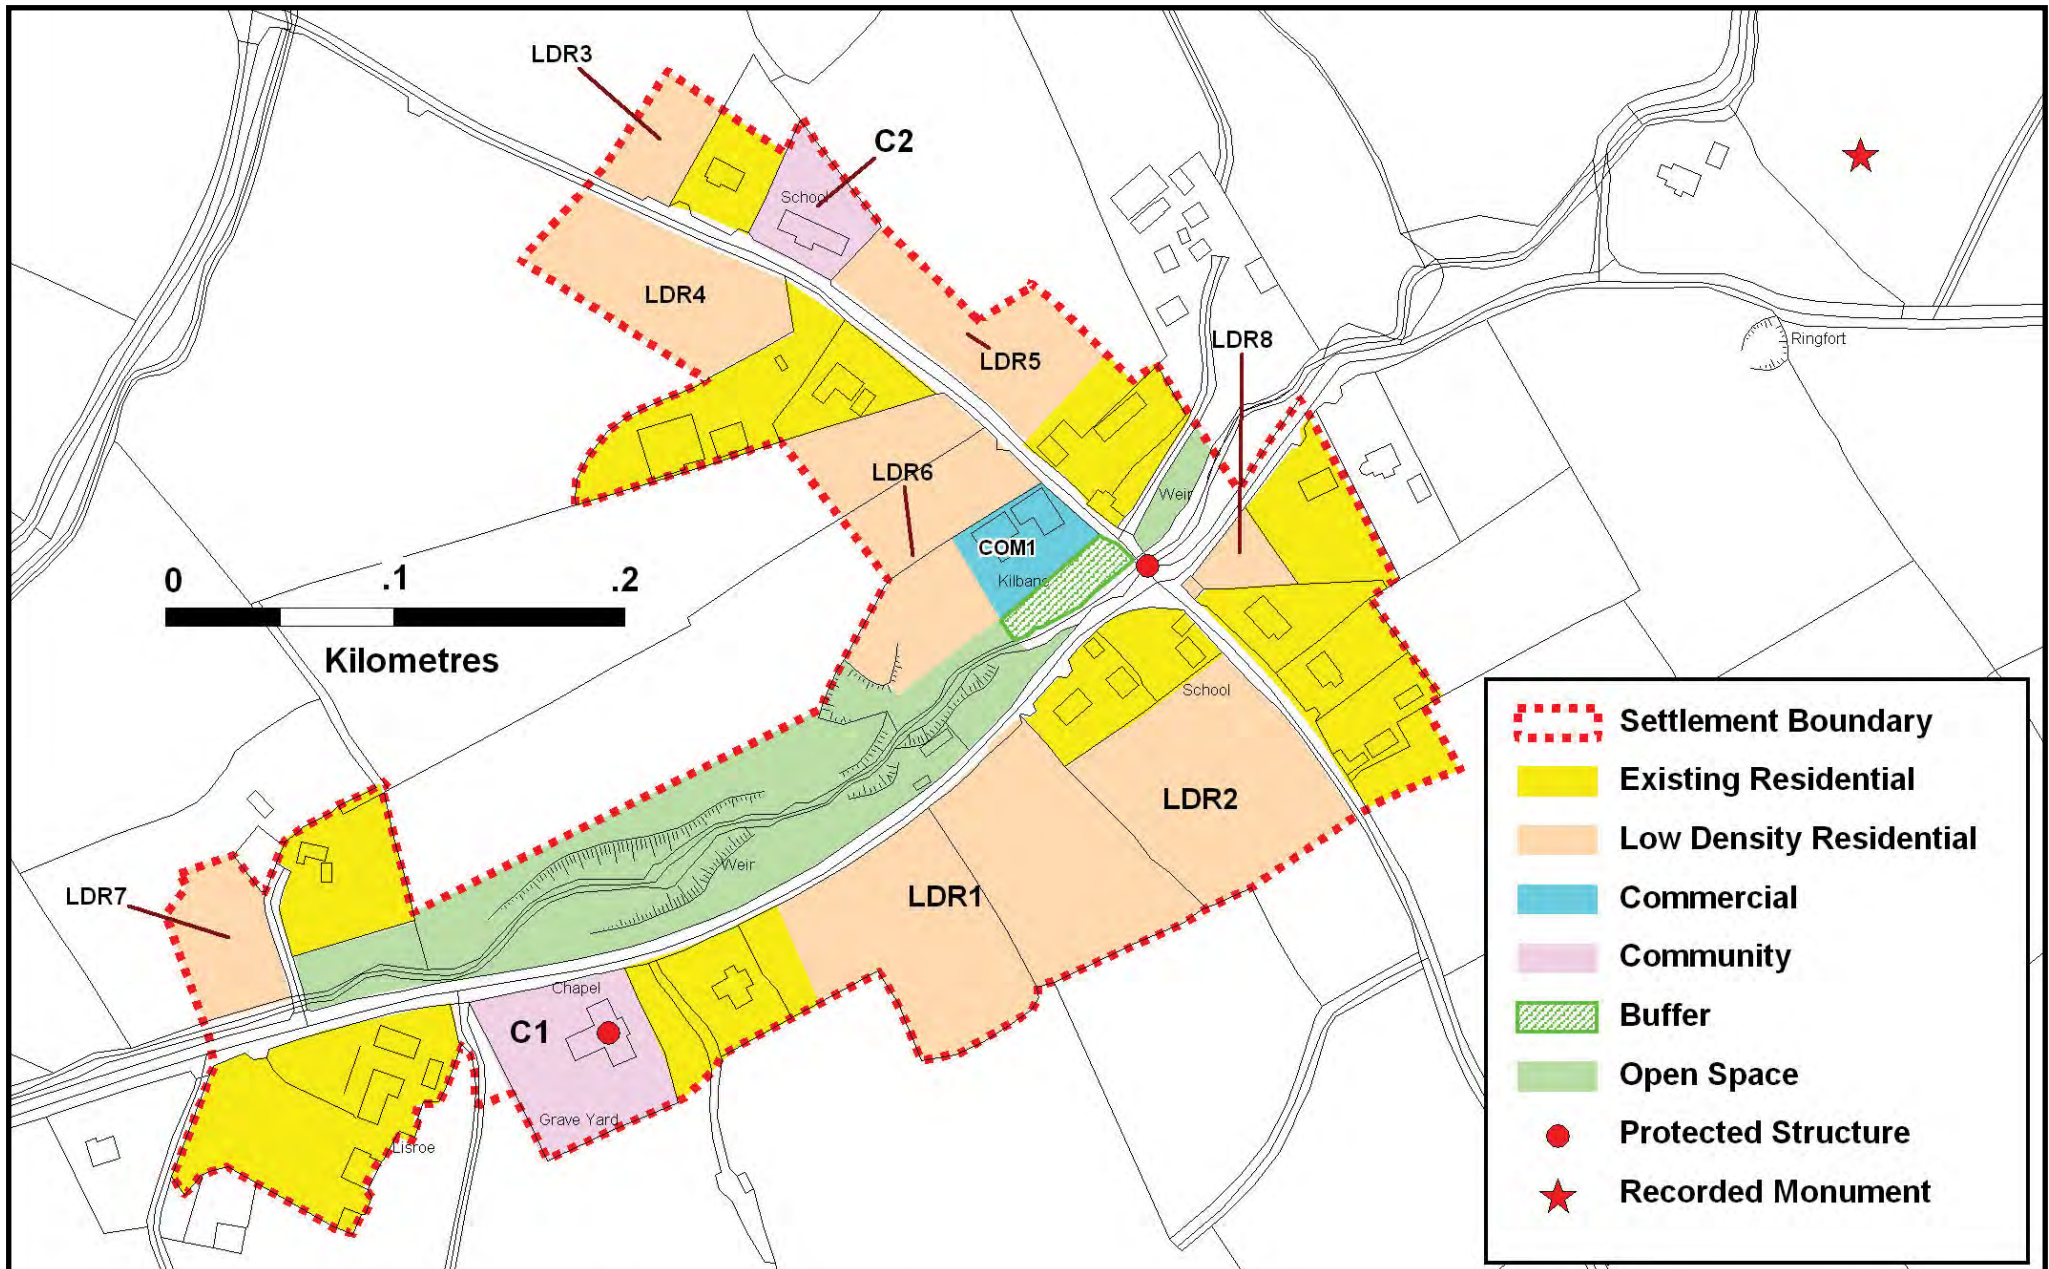 LDR3
C2
School
LDR4
LDR5
LDR8
Ringfort
LDR6
Weir
COM1
0 .1 .2
Kilometres
School
LDR2
Weir
LDR7
LDR1
Chapel
C1
Grave Yard
Lisroe
Settlement Boundary
Existing Residential
Low Density Residential
Commercial
Community
Buffer
Open Space
Protected Structure
Recorded Monument